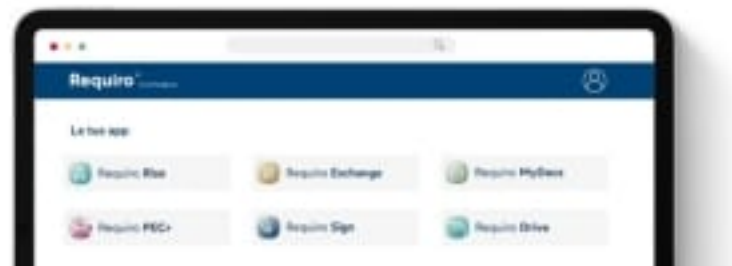 Requiro
Le tue app
Requiro Rise
Requiro Exchange
Requiro MyDocs
Requiro PEC+
Requiro Sign
Requiro Drive